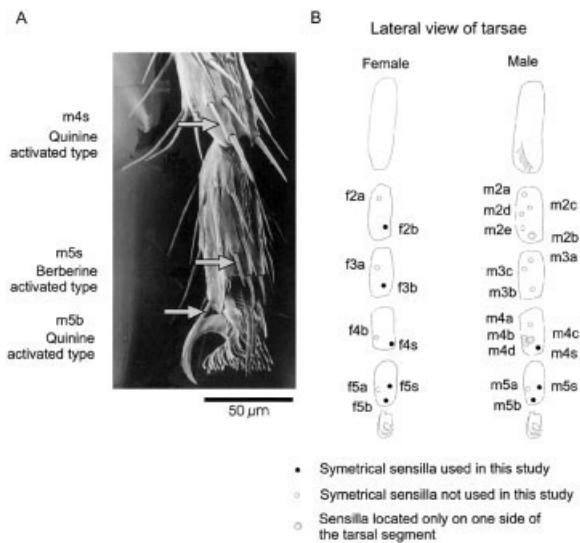 A
B
Lateral view of tarsae
Female
Male
m4s
Quinine
activated type
m5s
Berberine
activated type
m5b
Quinine
activated type
50 µm
f2a
f2b
f3a
f3b
f4b
f4s
f5a
f5s
f5b
m2a
m2c
m2d
m2e
m2b
m3a
m3c
m3b
m4a
m4b
m4c
m4d
m4s
m5a
m5s
m5b
Symetrical sensilla used in this study
Symetrical sensilla not used in this study
Sensilla located only on one side
of the tarsal segment